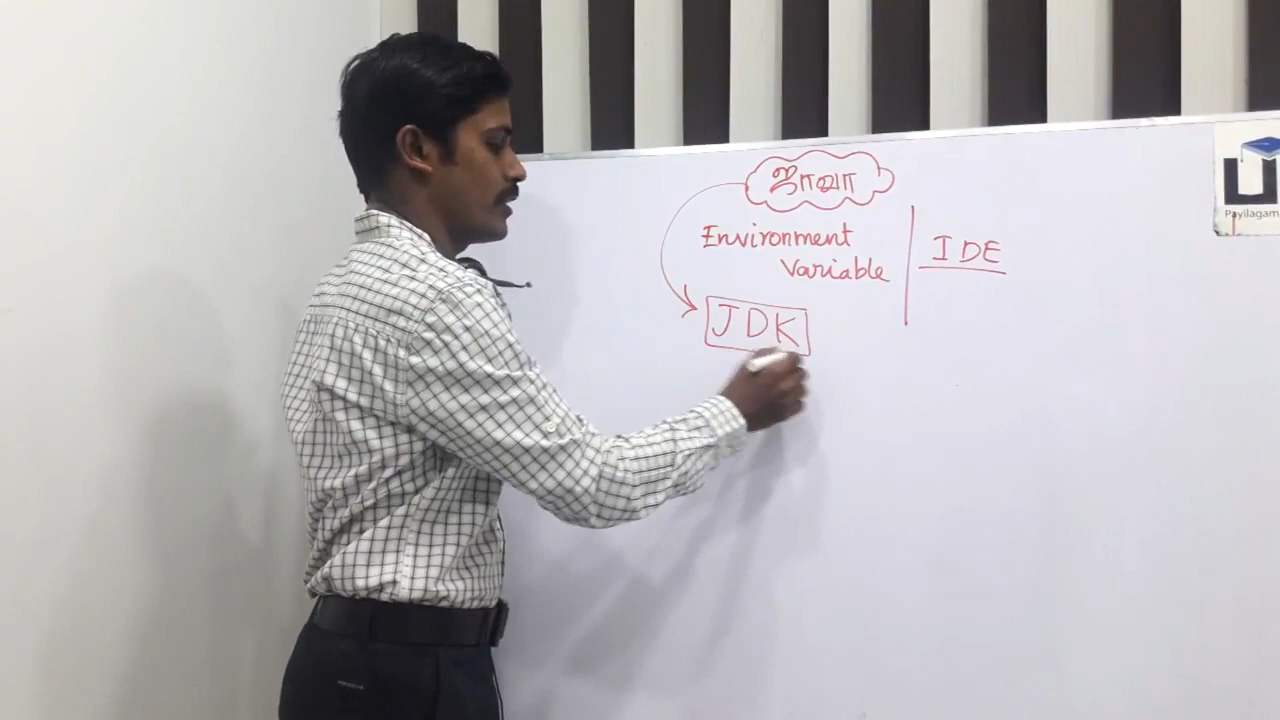 ஜாவா
Environment
Variable
IDE
JDK
Payilagam